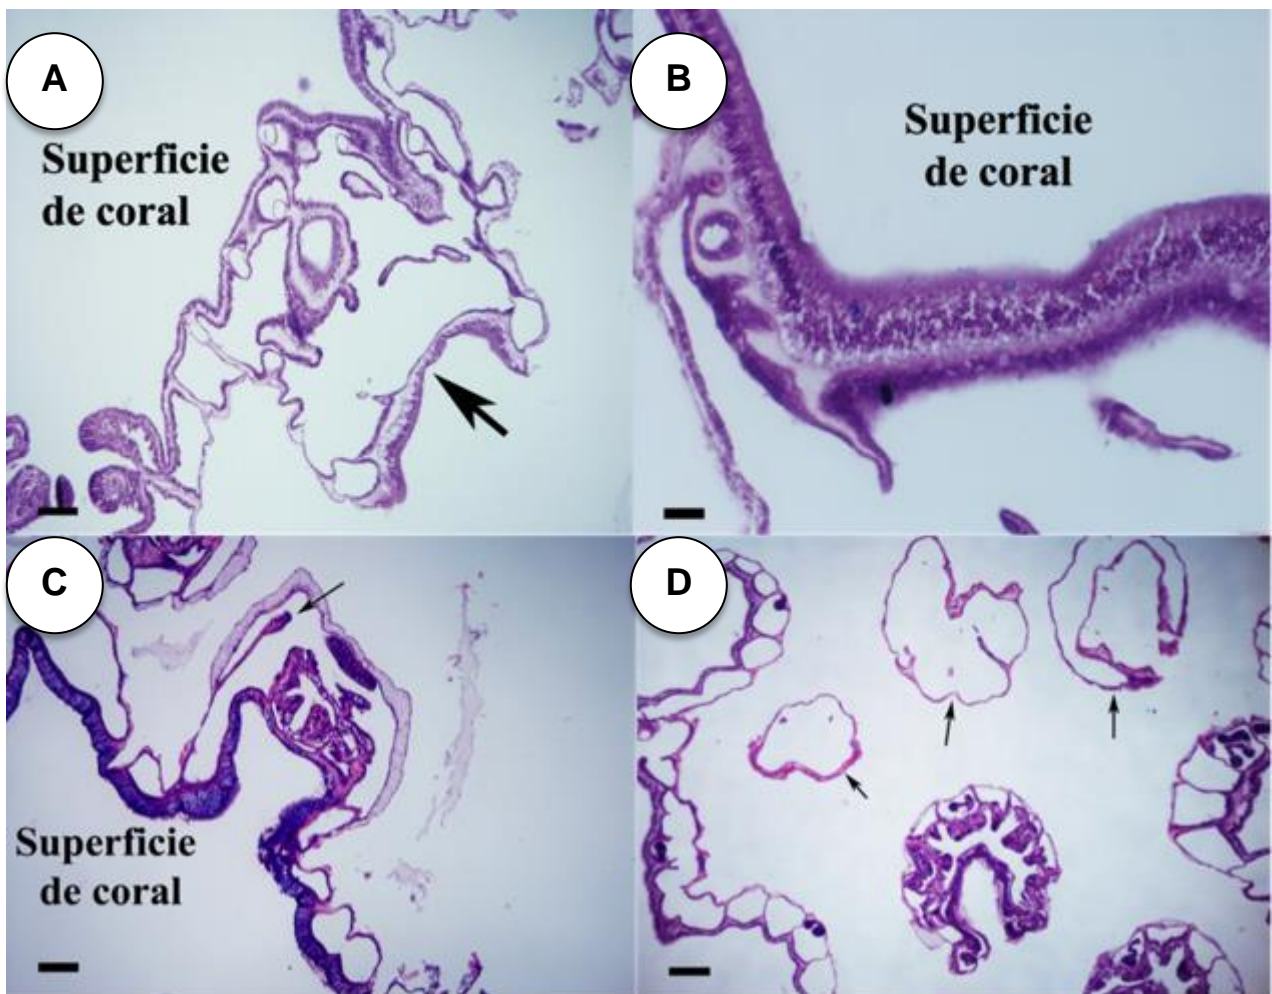 A
Superficie
de coral
B
Superficie
de coral
C
Superficie
de coral
D